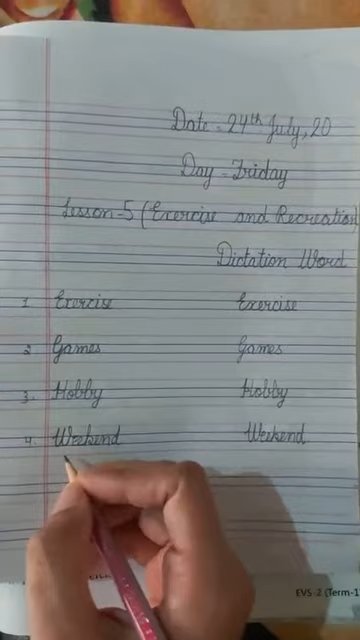 Date - 24th July, 20
Day - Friday
Lesson-5 (Exercise and Recreation)
Dictation Word
1. Exercise Exercise
2. Games Games
3. Hobby Hobby
4. Weekend Weekend
EVS-2 (Term-1